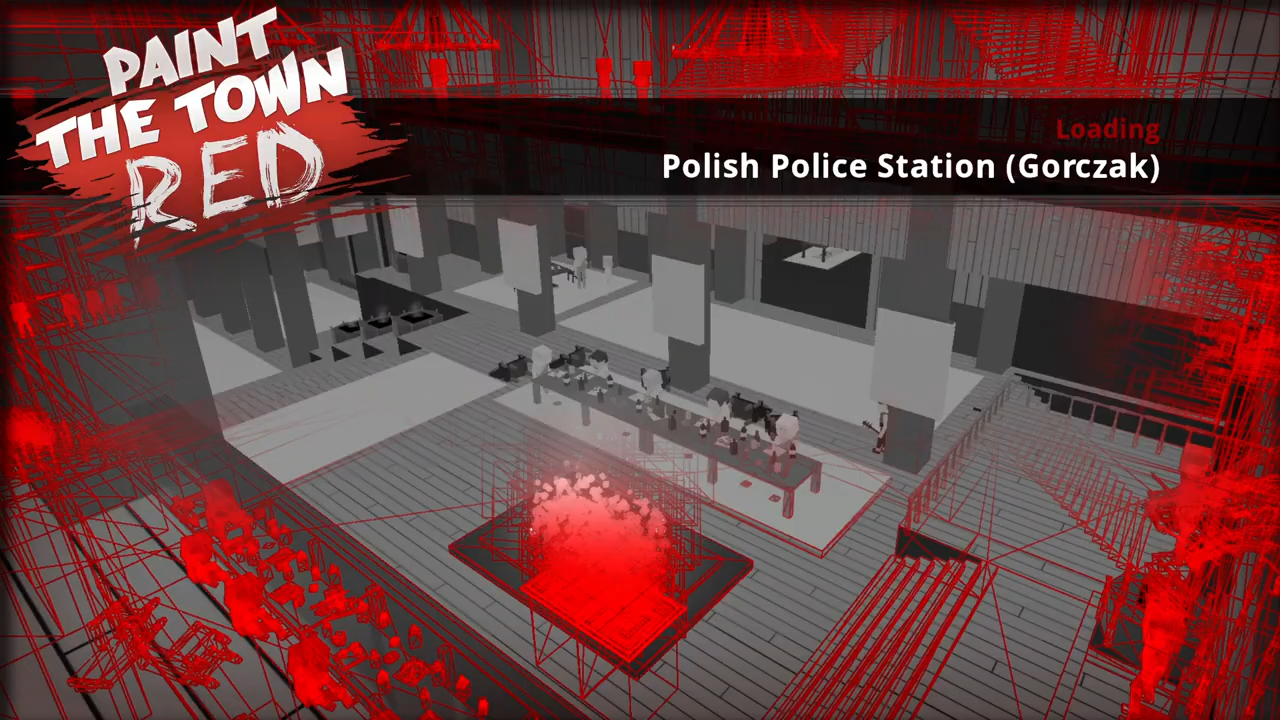 PAINT
THE TOWN
RED
Loading
Polish Police Station (Gorczak)